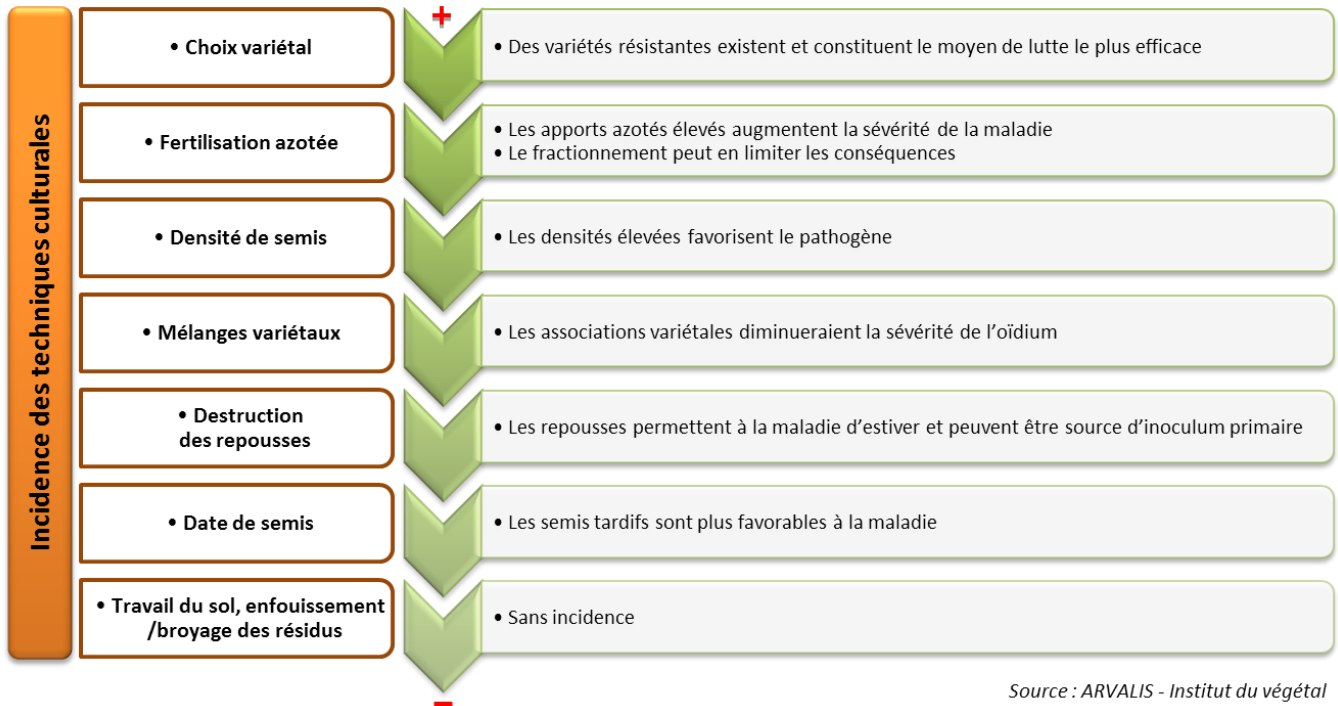 Incidence des techniques culturales
+
• Choix variétal
• Des variétés résistantes existent et constituent le moyen de lutte le plus efficace
• Fertilisation azotée
• Les apports azotés élevés augmentent la sévérité de la maladie
• Le fractionnement peut en limiter les conséquences
• Densité de semis
• Les densités élevées favorisent le pathogène
• Mélanges variétaux
• Les associations variétales diminueraient la sévérité de l’oïdium
• Destruction
des repousses
• Les repousses permettent à la maladie d’estiver et peuvent être source d’inoculum primaire
• Date de semis
• Les semis tardifs sont plus favorables à la maladie
• Travail du sol, enfouissement
/broyage des résidus
• Sans incidence
-
Source : ARVALIS - Institut du végétal